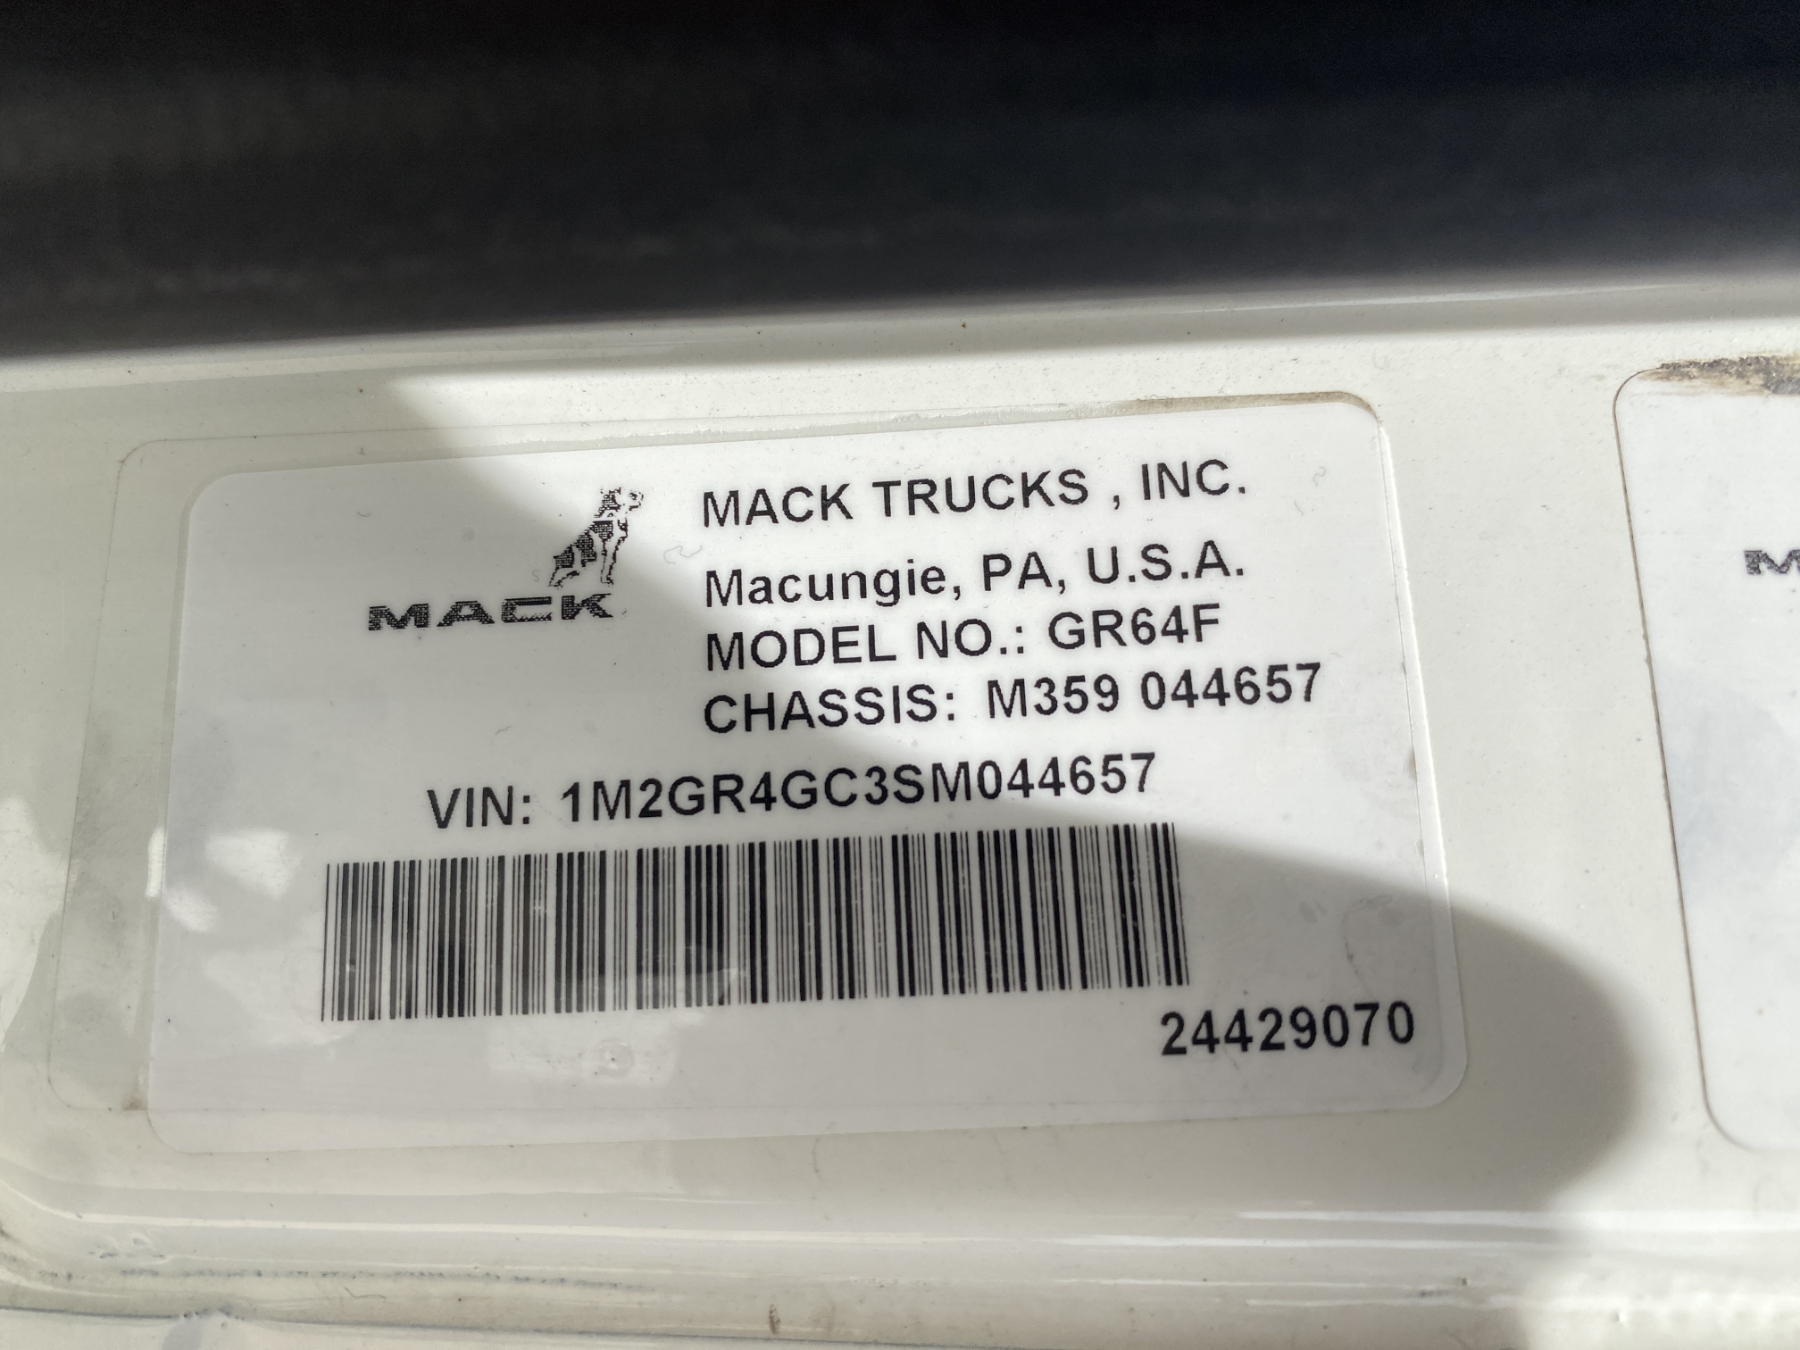 MACK
MACK TRUCKS , INC.
Macungie, PA, U.S.A.
MODEL NO.: GR64F
CHASSIS: M359 044657
VIN: 1M2GR4GC3SM044657
24429070
M